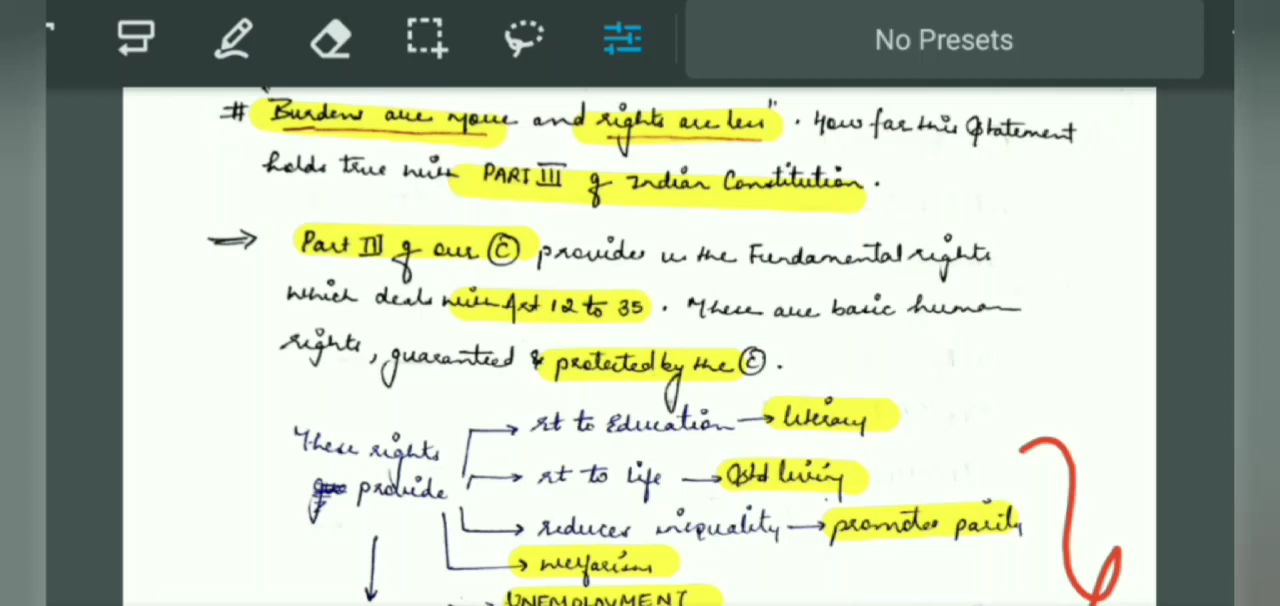 No Presets
# "Burdens are more and rights are less". How far this statement
holds true with PART III of Indian Constitution.
⇒ Part III of our Ⓒ provides us the Fundamental rights
which deals with Art 12 to 35. These are basic human
rights, guaranteed & protected by the Ⓒ.
→ rt to Education → literacy
These rights
→ rt to life → std living
provide
→ reduces inequality → promotes parity
→ welfarism
→ UNEMPLOYMENT